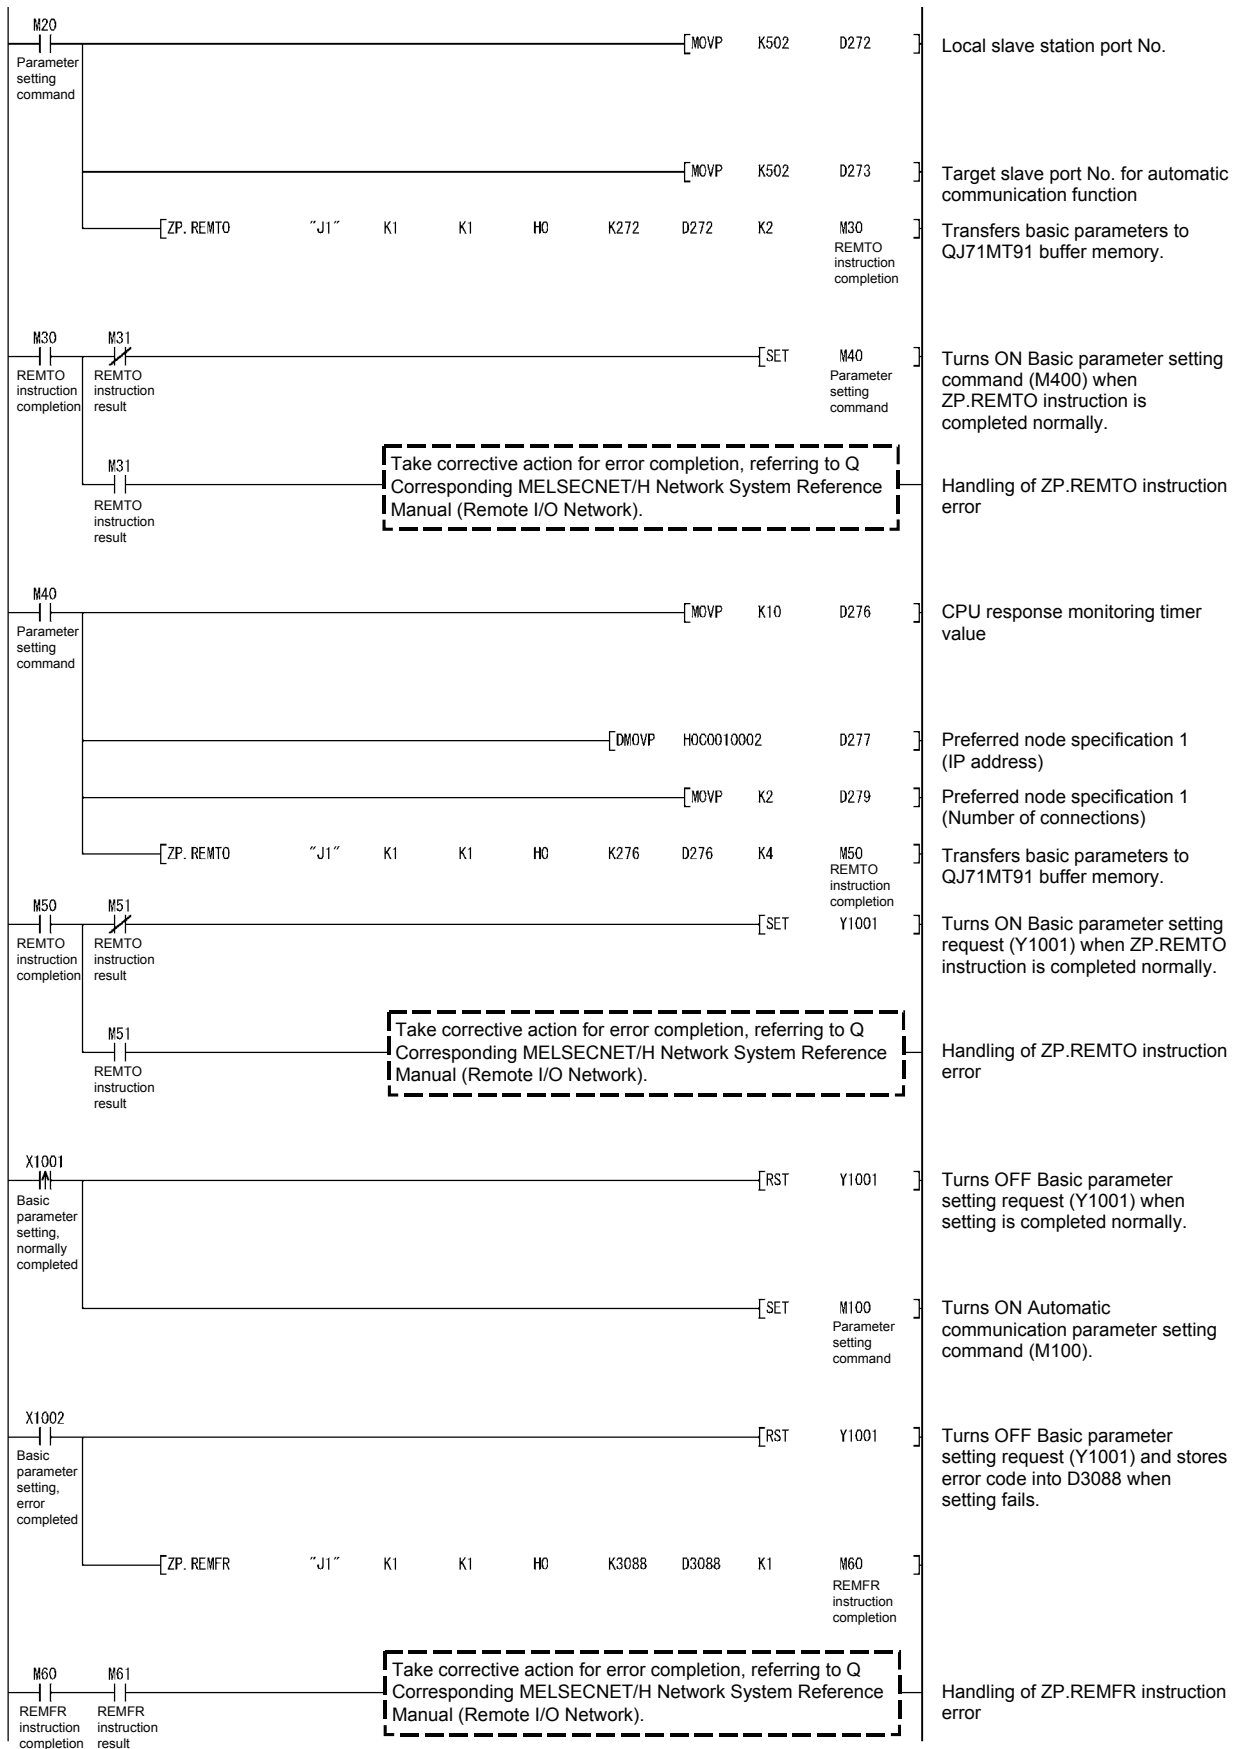 M20
[MOVP K502 D272 ]
Local slave station port No.
Parameter
setting
command
[MOVP K502 D273 ]
Target slave port No. for automatic
communication function
[ZP.REMTO "J1" K1 K1 H0 K272 D272 K2 M30 ]
REMTO
instruction
completion
Transfers basic parameters to
QJ71MT91 buffer memory.
M30 M31
[SET M40 ]
REMTO
instruction
completion
REMTO
instruction
result
Parameter
setting
command
Turns ON Basic parameter setting
command (M400) when
ZP.REMTO instruction is
completed normally.
M31
REMTO
instruction
result
Take corrective action for error completion, referring to Q
Corresponding MELSECNET/H Network System Reference
Manual (Remote I/O Network).
Handling of ZP.REMTO instruction
error
M40
Parameter
setting
command
[MOVP K10 D276 ]
CPU response monitoring timer
value
[DMOVP H0C0010002 D277 ]
Preferred node specification 1
(IP address)
[MOVP K2 D279 ]
Preferred node specification 1
(Number of connections)
[ZP.REMTO "J1" K1 K1 H0 K276 D276 K4 M50 ]
REMTO
instruction
completion
Transfers basic parameters to
QJ71MT91 buffer memory.
M50 M51
[SET Y1001 ]
REMTO
instruction
completion
REMTO
instruction
result
Turns ON Basic parameter setting
request (Y1001) when ZP.REMTO
instruction is completed normally.
M51
REMTO
instruction
result
Take corrective action for error completion, referring to Q
Corresponding MELSECNET/H Network System Reference
Manual (Remote I/O Network).
Handling of ZP.REMTO instruction
error
X1001
Basic
parameter
setting,
normally
completed
[RST Y1001 ]
Turns OFF Basic parameter
setting request (Y1001) when
setting is completed normally.
[SET M100 ]
Parameter
setting
command
Turns ON Automatic
communication parameter setting
command (M100).
X1002
Basic
parameter
setting,
error
completed
[RST Y1001 ]
Turns OFF Basic parameter
setting request (Y1001) and stores
error code into D3088 when
setting fails.
[ZP.REMFR "J1" K1 K1 H0 K3088 D3088 K1 M60 ]
REMFR
instruction
completion
M60 M61
REMFR
instruction
completion
REMFR
instruction
result
Take corrective action for error completion, referring to Q
Corresponding MELSECNET/H Network System Reference
Manual (Remote I/O Network).
Handling of ZP.REMFR instruction
error